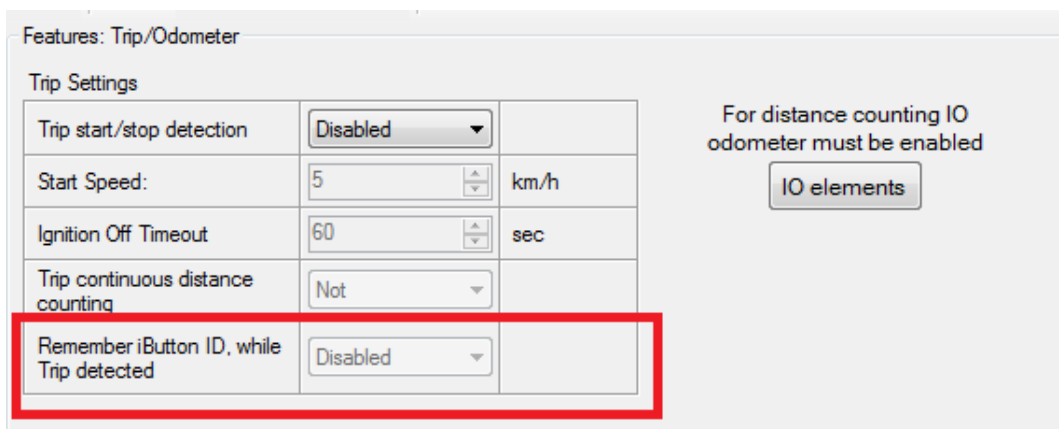 Features: Trip/Odometer
Trip Settings
Trip start/stop detection
Disabled
Start Speed:
5
km/h
Ignition Off Timeout
60
sec
Trip continuous distance
counting
Not
Remember iButton ID, while
Trip detected
Disabled
For distance counting IO
odometer must be enabled
IO elements